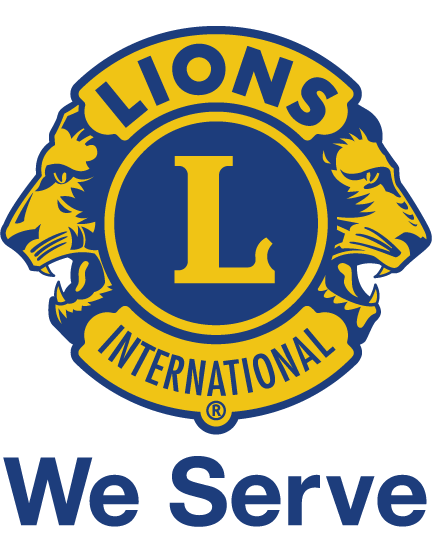 LIONS
L
INTERNATIONAL
®
We Serve